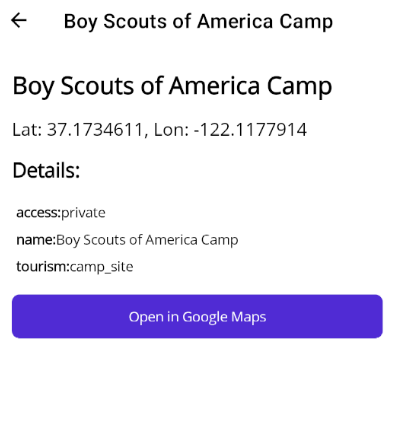 Boy Scouts of America Camp
Boy Scouts of America Camp
Lat: 37.1734611, Lon: -122.1177914
Details:
access:private
name:Boy Scouts of America Camp
tourism:camp_site
Open in Google Maps